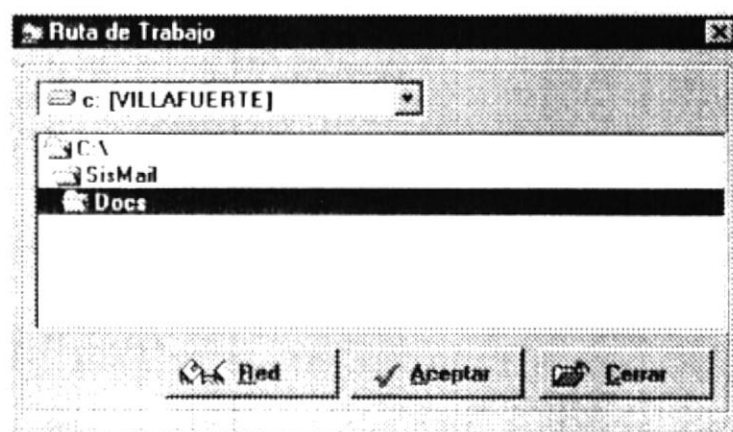 Ruta de Trabajo
c: [VILLAFUERTE]
C:\
SisMail
Docs
Red Aceptar Cerrar